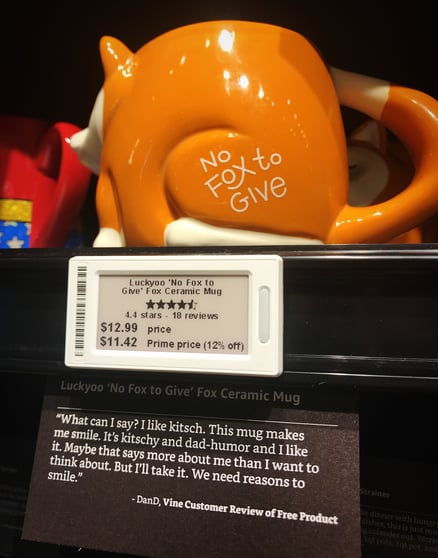 No
Fox to
Give
Luckyoo 'No Fox to
Give' Fox Ceramic Mug
4.4 stars - 18 reviews
$12.99 price
$11.42 Prime price (12% off)
Luckyoo 'No Fox to Give' Fox Ceramic Mug
"What can I say? I like kitsch. This mug makes
me smile. It's kitschy and dad-humor and I like
it. Maybe that says more about me than I want to
think about. But I'll take it. We need reasons to
smile."
- DanD, Vine Customer Review of Free Product
Strainer